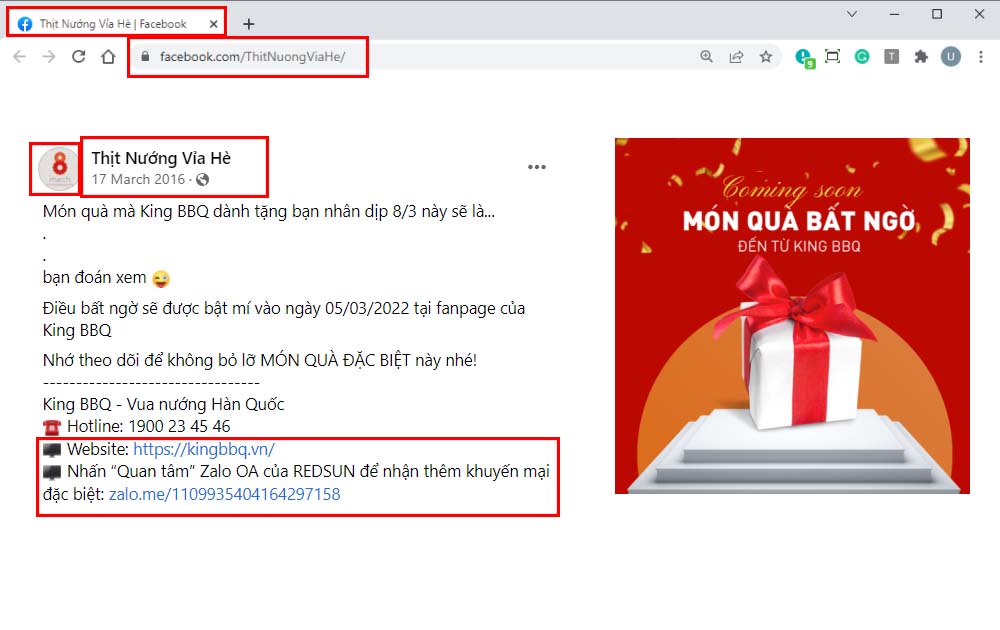 Thịt Nướng Vỉa Hè | Facebook
facebook.com/ThitNuongViaHe/
9
T
U
8
Thịt Nướng Vỉa Hè
17 March 2016 ·
Món quà mà King BBQ dành tặng bạn nhân dịp 8/3 này sẽ là...
.
.
bạn đoán xem 😜
Điều bất ngờ sẽ được bật mí vào ngày 05/03/2022 tại fanpage của
King BBQ
Nhớ theo dõi để không bỏ lỡ MÓN QUÀ ĐẶC BIỆT này nhé!
---------------------------------
King BBQ - Vua nướng Hàn Quốc
☎️ Hotline: 1900 23 45 46
🖥 Website: https://kingbbq.vn/
🖥 Nhấn “Quan tâm” Zalo OA của REDSUN để nhận thêm khuyến mại
đặc biệt: zalo.me/1109935404164297158
Coming soon
MÓN QUÀ BẤT NGỜ
ĐẾN TỪ KING BBQ